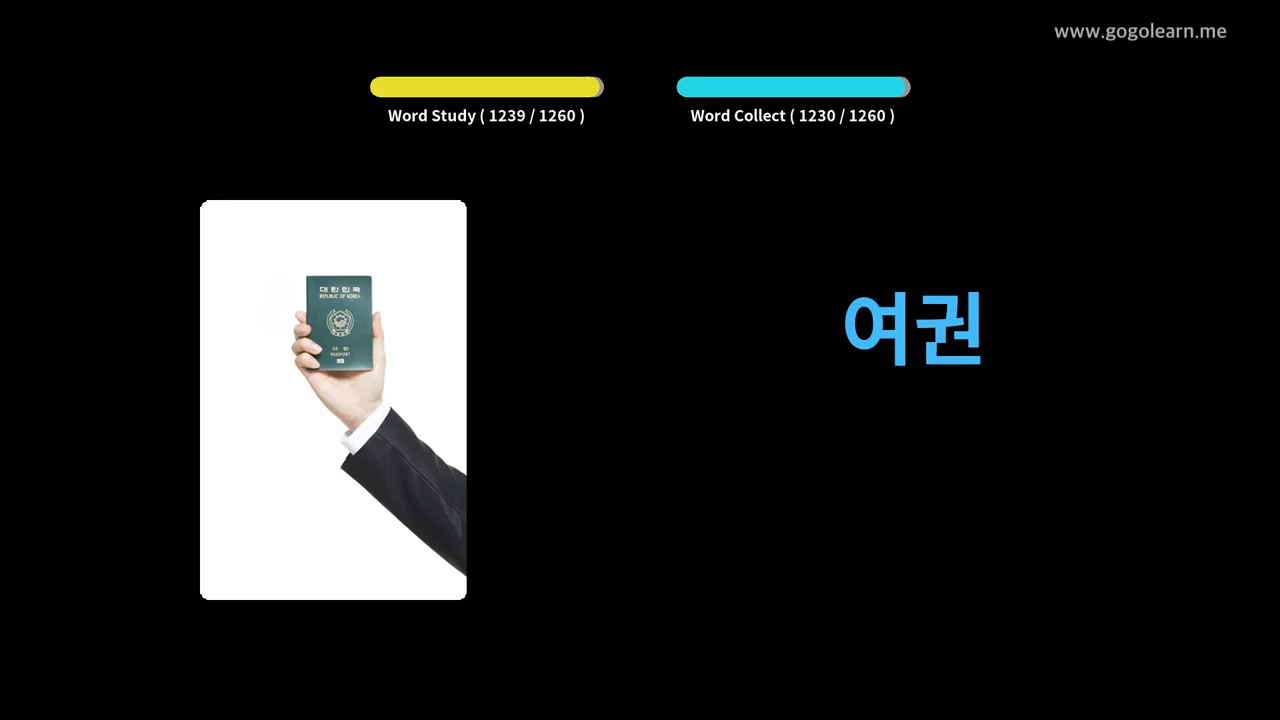 www.gogolearn.me
Word Study ( 1239 / 1260 )
Word Collect ( 1230 / 1260 )
대한민국
REPUBLIC OF KOREA
여권
PASSPORT
여권